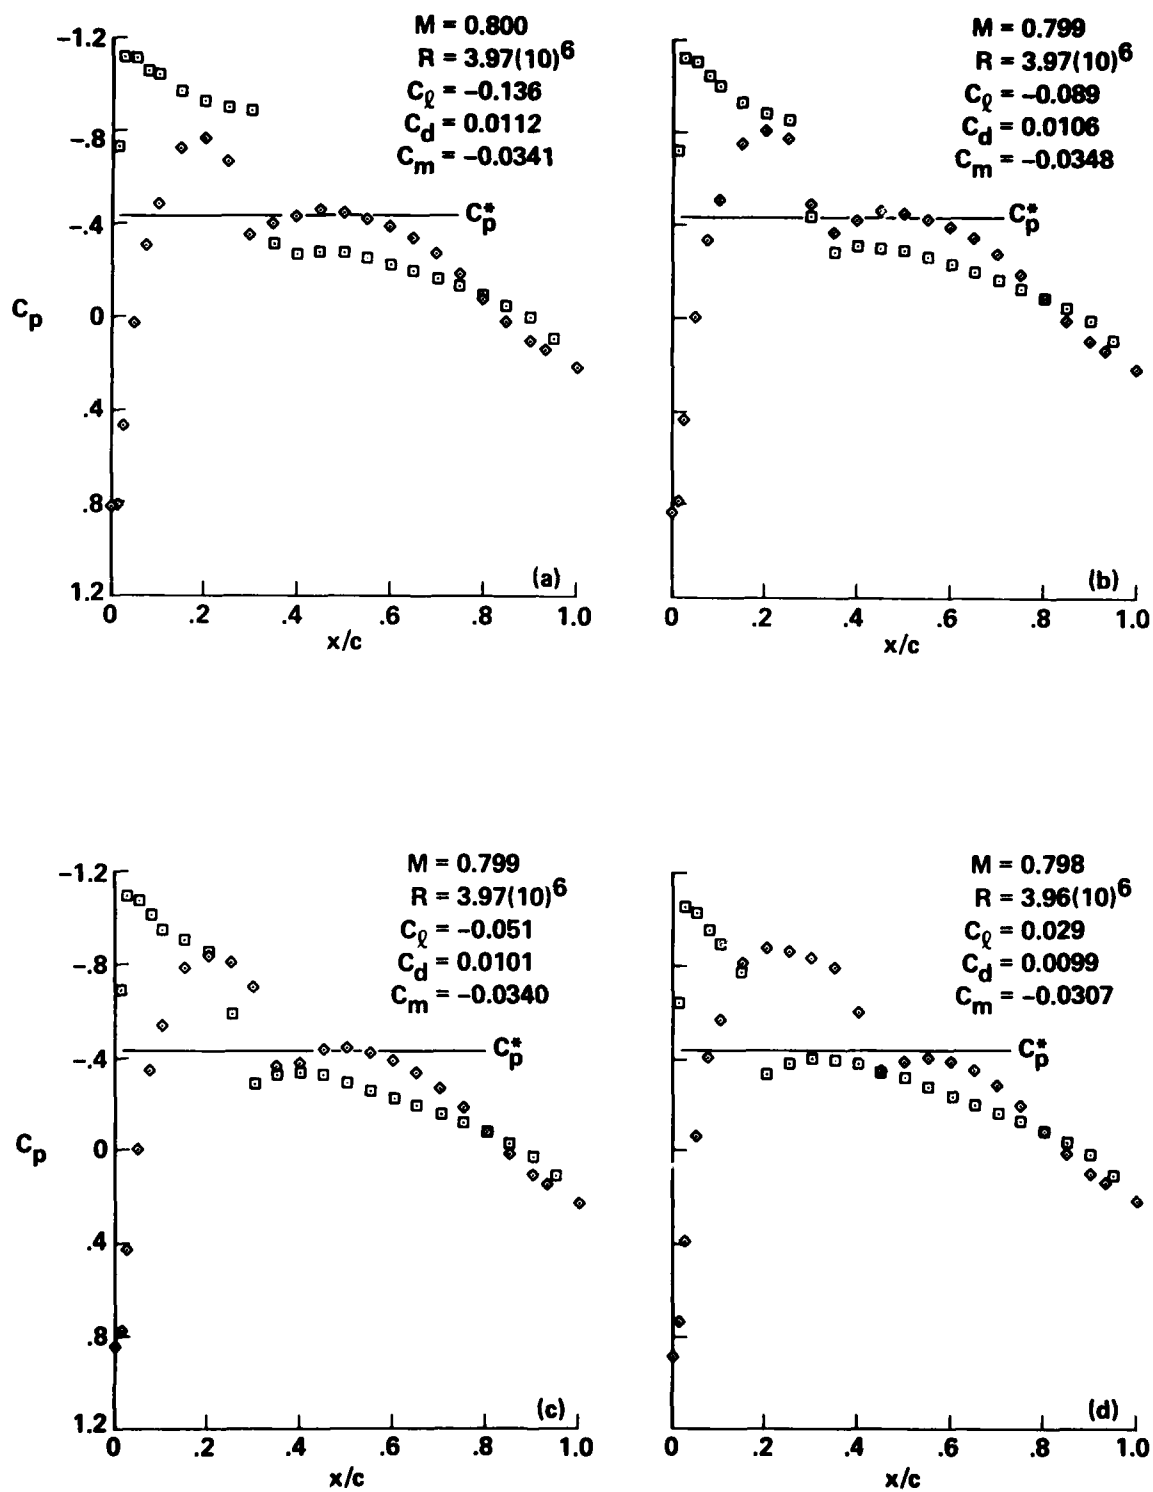 M = 0.800
R = 3.97(10)⁶
Cℓ = −0.136
Cd = 0.0112
Cm = −0.0341
−1.2
−.8
−.4
0
.4
.8
1.2
Cp
Cp*
(a)
0 .2 .4 .6 .8 1.0
x/c
M = 0.799
R = 3.97(10)⁶
Cℓ = −0.089
Cd = 0.0106
Cm = −0.0348
Cp*
(b)
0 .2 .4 .6 .8 1.0
x/c
M = 0.799
R = 3.97(10)⁶
Cℓ = −0.051
Cd = 0.0101
Cm = −0.0340
−1.2
−.8
−.4
0
.4
.8
1.2
Cp
Cp*
(c)
0 .2 .4 .6 .8 1.0
x/c
M = 0.798
R = 3.96(10)⁶
Cℓ = 0.029
Cd = 0.0099
Cm = −0.0307
Cp*
(d)
0 .2 .4 .6 .8 1.0
x/c